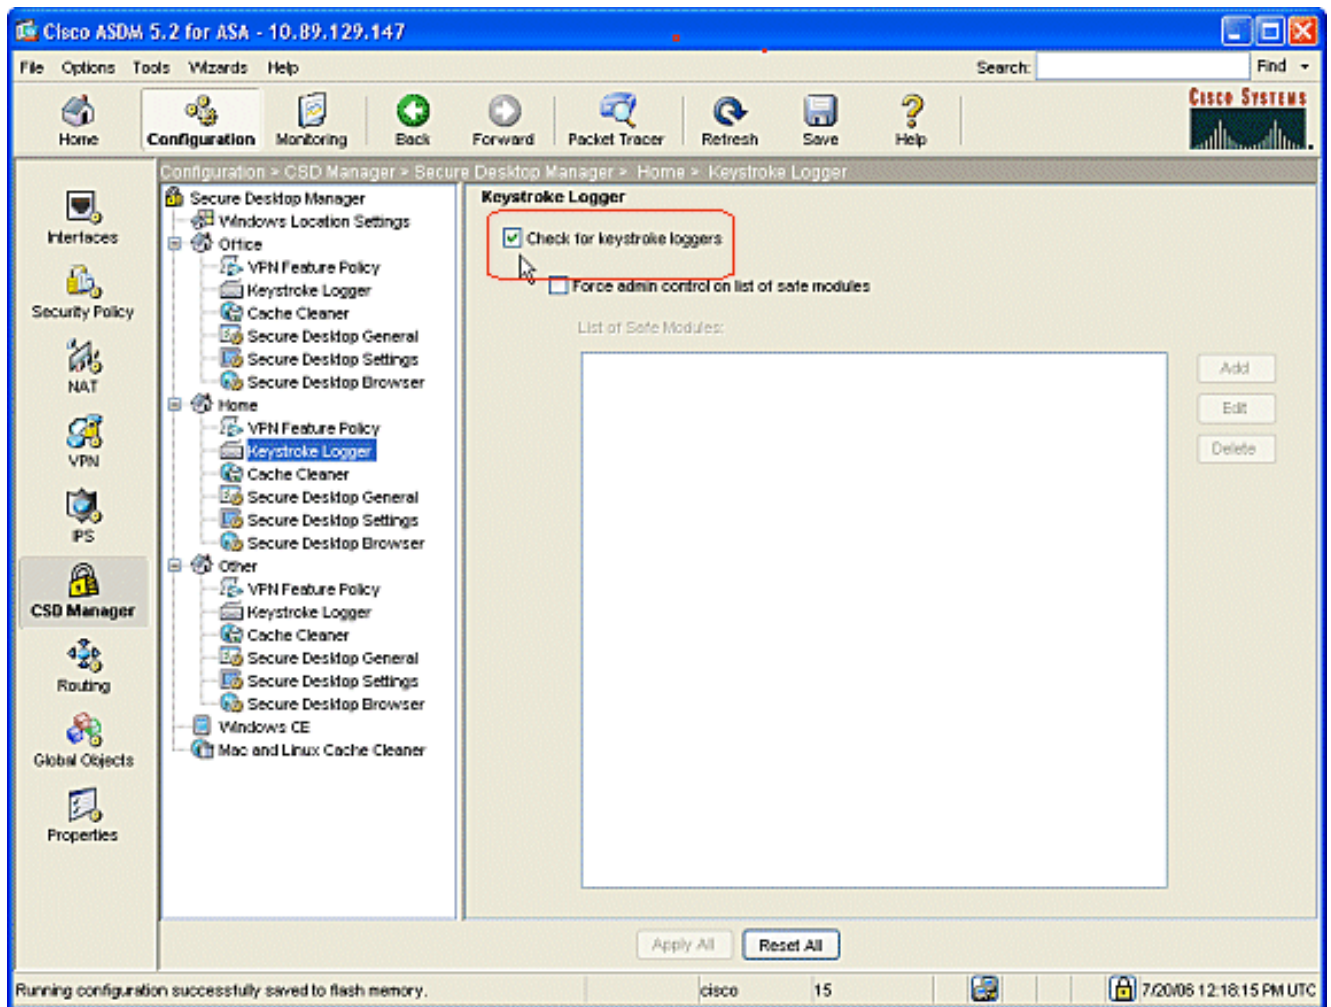 Cisco ASDM 5.2 for ASA - 10.89.129.147
File Options Tools Wizards Help Search: Find
Home Configuration Monitoring Back Forward Packet Tracer Refresh Save Help
CISCO SYSTEMS
Configuration > CSD Manager > Secure Desktop Manager > Home > Keystroke Logger
Interfaces
Security Policy
NAT
VPN
IPS
CSD Manager
Routing
Global Objects
Properties
Secure Desktop Manager
Windows Location Settings
Office
VPN Feature Policy
Keystroke Logger
Cache Cleaner
Secure Desktop General
Secure Desktop Settings
Secure Desktop Browser
Home
VPN Feature Policy
Keystroke Logger
Cache Cleaner
Secure Desktop General
Secure Desktop Settings
Secure Desktop Browser
Other
VPN Feature Policy
Keystroke Logger
Cache Cleaner
Secure Desktop General
Secure Desktop Settings
Secure Desktop Browser
Windows CE
Mac and Linux Cache Cleaner
Keystroke Logger
Check for keystroke loggers
Force admin control on list of safe modules
List of Safe Modules:
Add
Edit
Delete
Apply All Reset All
Running configuration successfully saved to flash memory. cisco 15 7/20/06 12:18:15 PM UTC